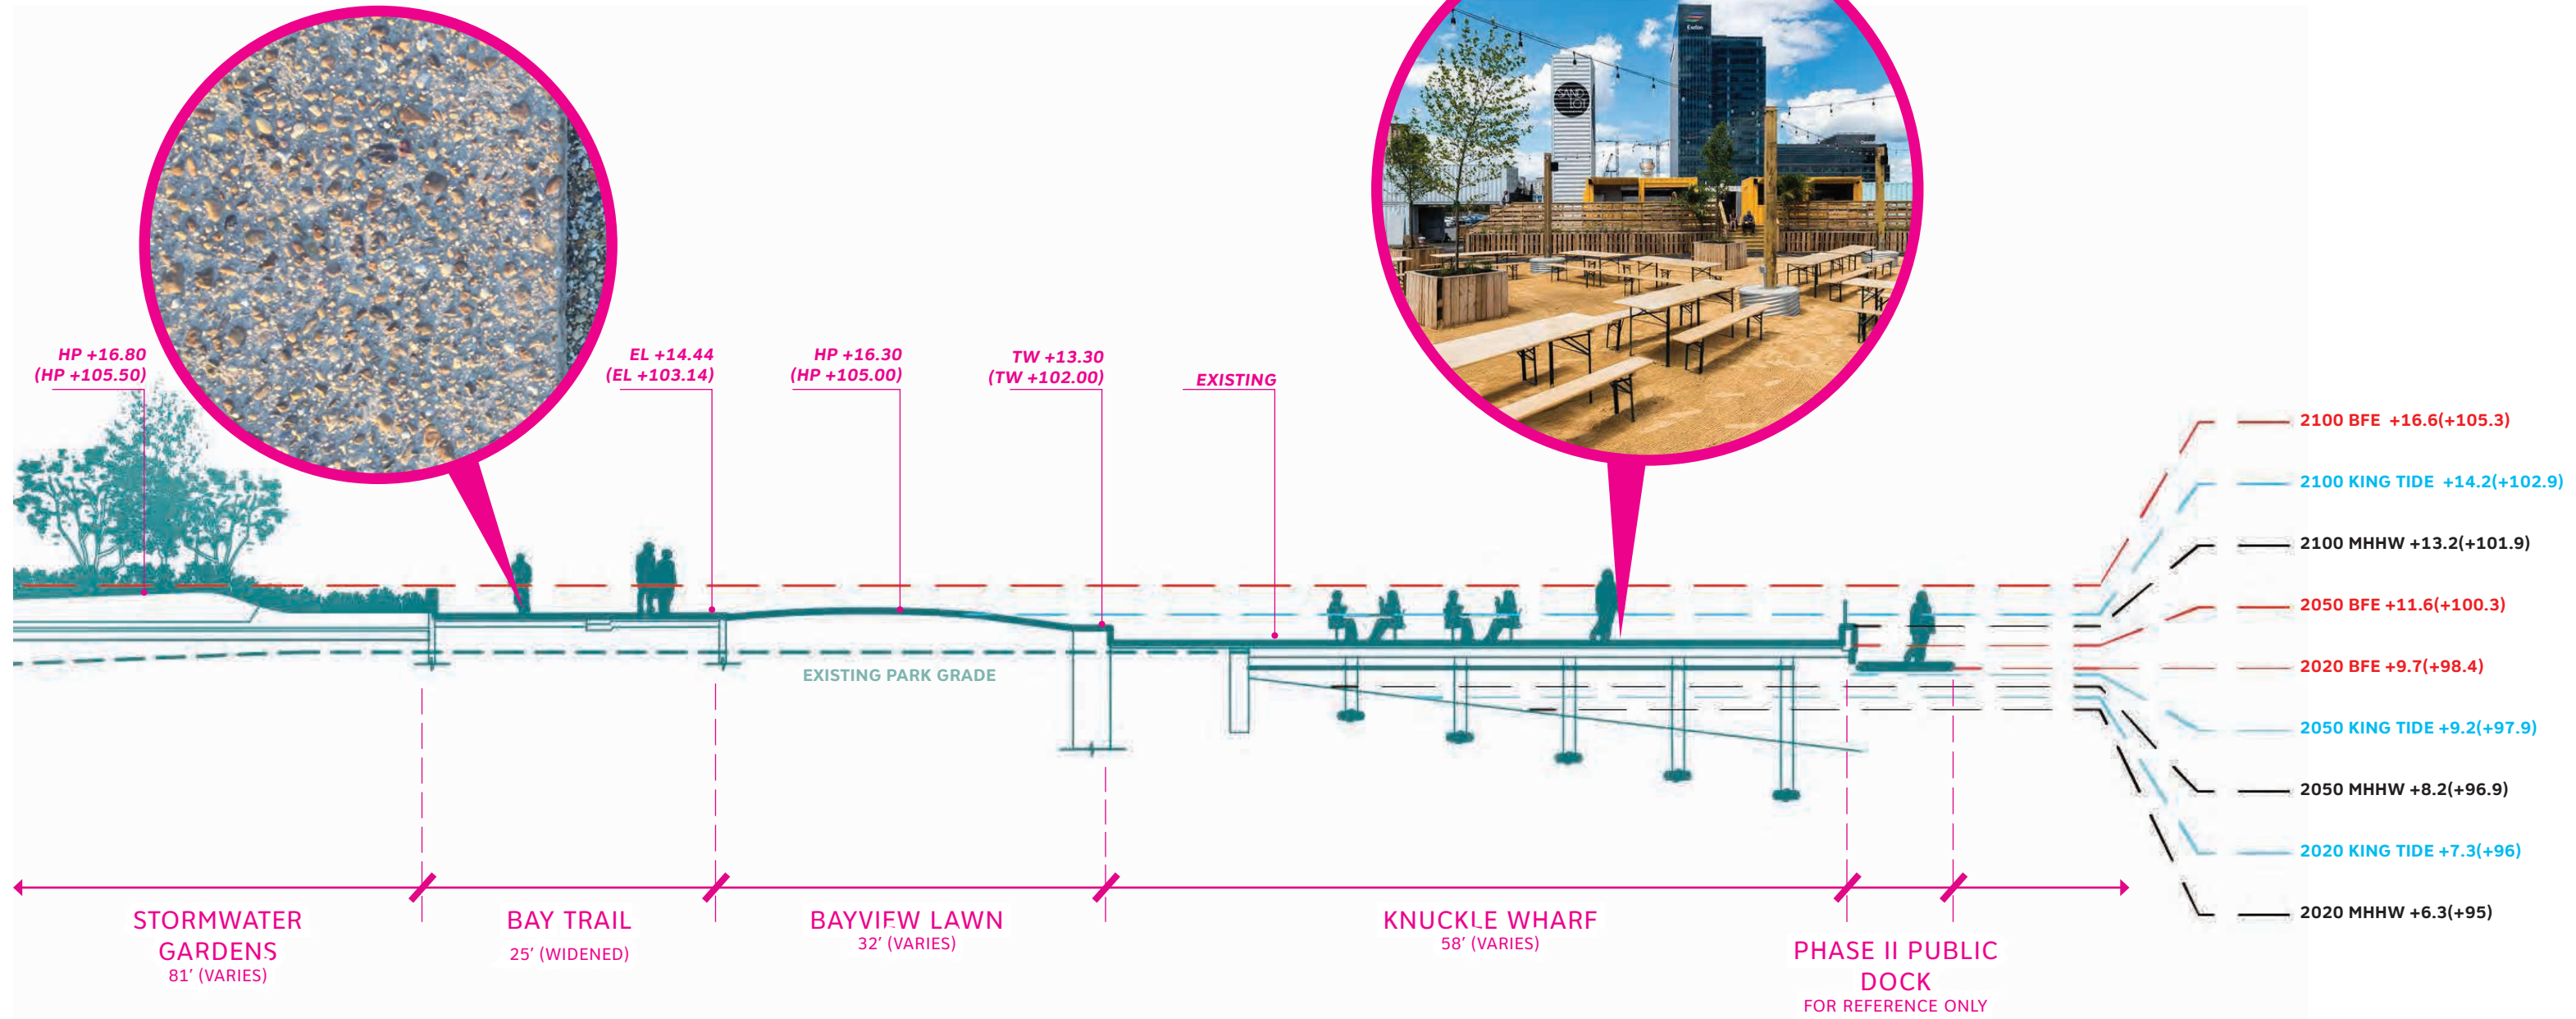 SAND
LOT
HP +16.80
(HP +105.50)
EL +14.44
(EL +103.14)
HP +16.30
(HP +105.00)
TW +13.30
(TW +102.00)
EXISTING
2100 BFE +16.6(+105.3)
2100 KING TIDE +14.2(+102.9)
2100 MHHW +13.2(+101.9)
2050 BFE +11.6(+100.3)
2020 BFE +9.7(+98.4)
2050 KING TIDE +9.2(+97.9)
2050 MHHW +8.2(+96.9)
2020 KING TIDE +7.3(+96)
2020 MHHW +6.3(+95)
EXISTING PARK GRADE
STORMWATER
GARDENS
81' (VARIES)
BAY TRAIL
25' (WIDENED)
BAYVIEW LAWN
32' (VARIES)
KNUCKLE WHARF
58' (VARIES)
PHASE II PUBLIC
DOCK
FOR REFERENCE ONLY